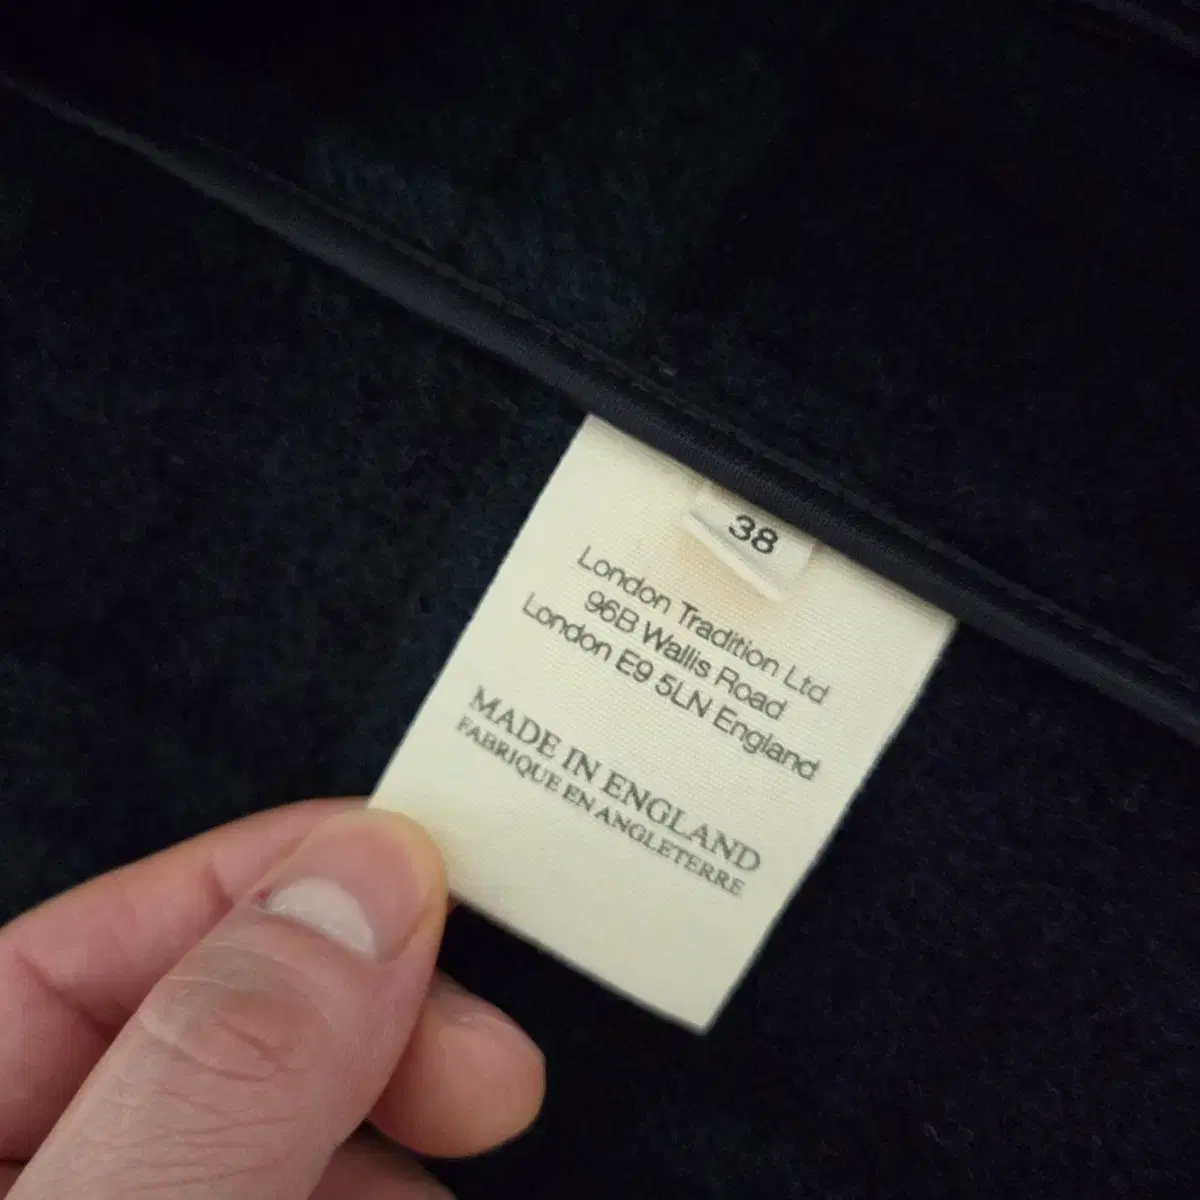 38
London Tradition Ltd
96B Wallis Road
London E9 5LN England
MADE IN ENGLAND
FABRIQUE EN ANGLETERRE